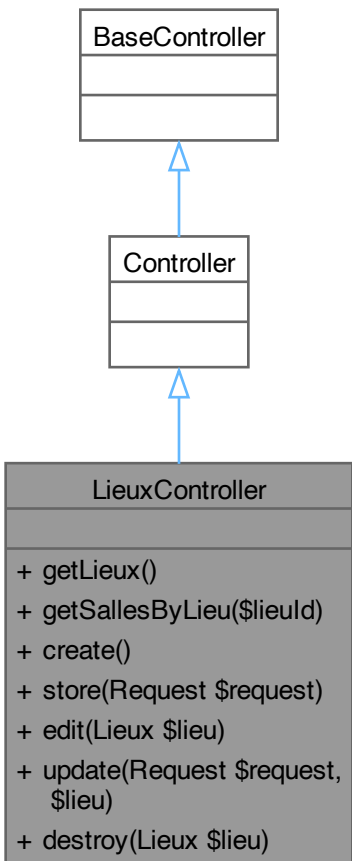 BaseController
Controller
LieuxController
+ getLieux()
+ getSallesByLieu($lieuId)
+ create()
+ store(Request $request)
+ edit(Lieux $lieu)
+ update(Request $request,
$lieu)
+ destroy(Lieux $lieu)